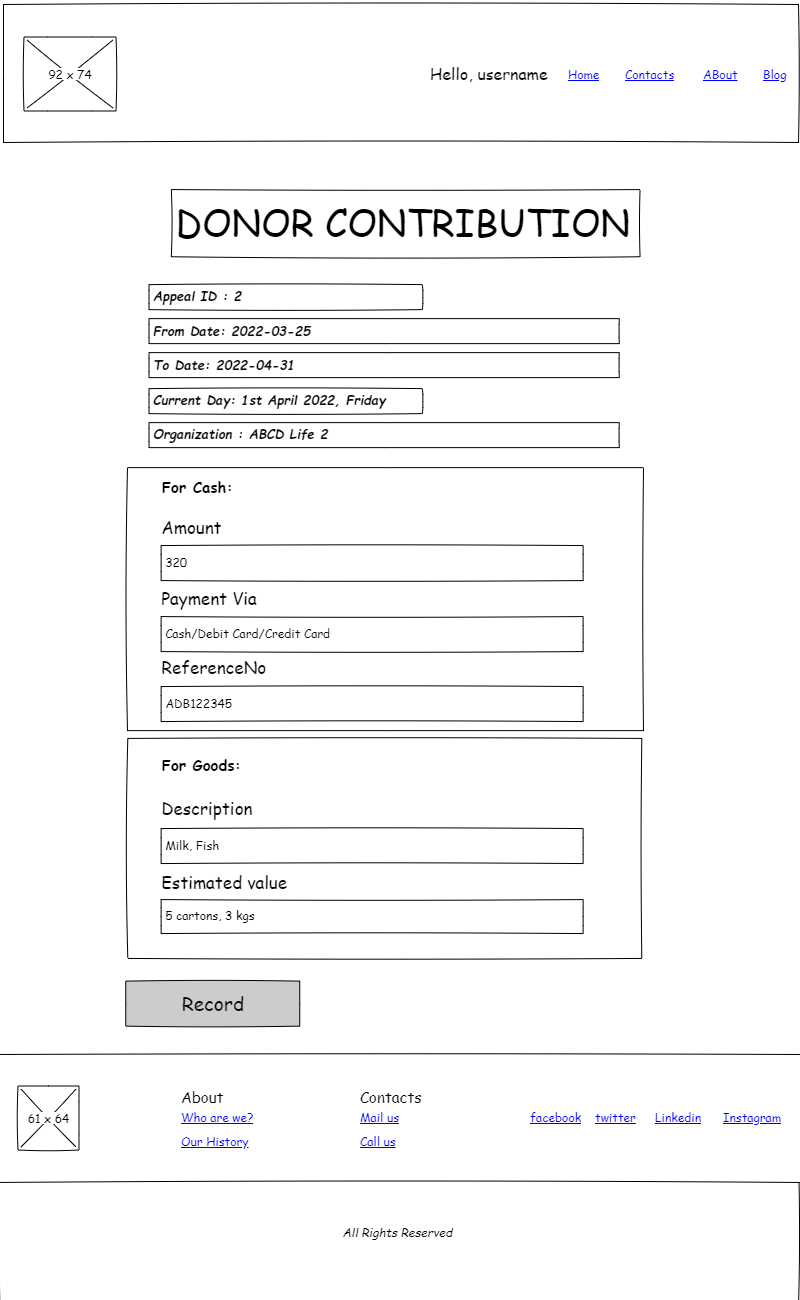 92 x 74
Hello, username Home Contacts ABout Blog
DONOR CONTRIBUTION
Appeal ID : 2
From Date: 2022-03-25
To Date: 2022-04-31
Current Day: 1st April 2022, Friday
Organization : ABCD Life 2
For Cash:
Amount
320
Payment Via
Cash/Debit Card/Credit Card
ReferenceNo
ADB122345
For Goods:
Description
Milk, Fish
Estimated value
5 cartons, 3 kgs
Record
61 x 64
About
Who are we?
Our History
Contacts
Mail us
Call us
facebook twitter Linkedin Instagram
All Rights Reserved